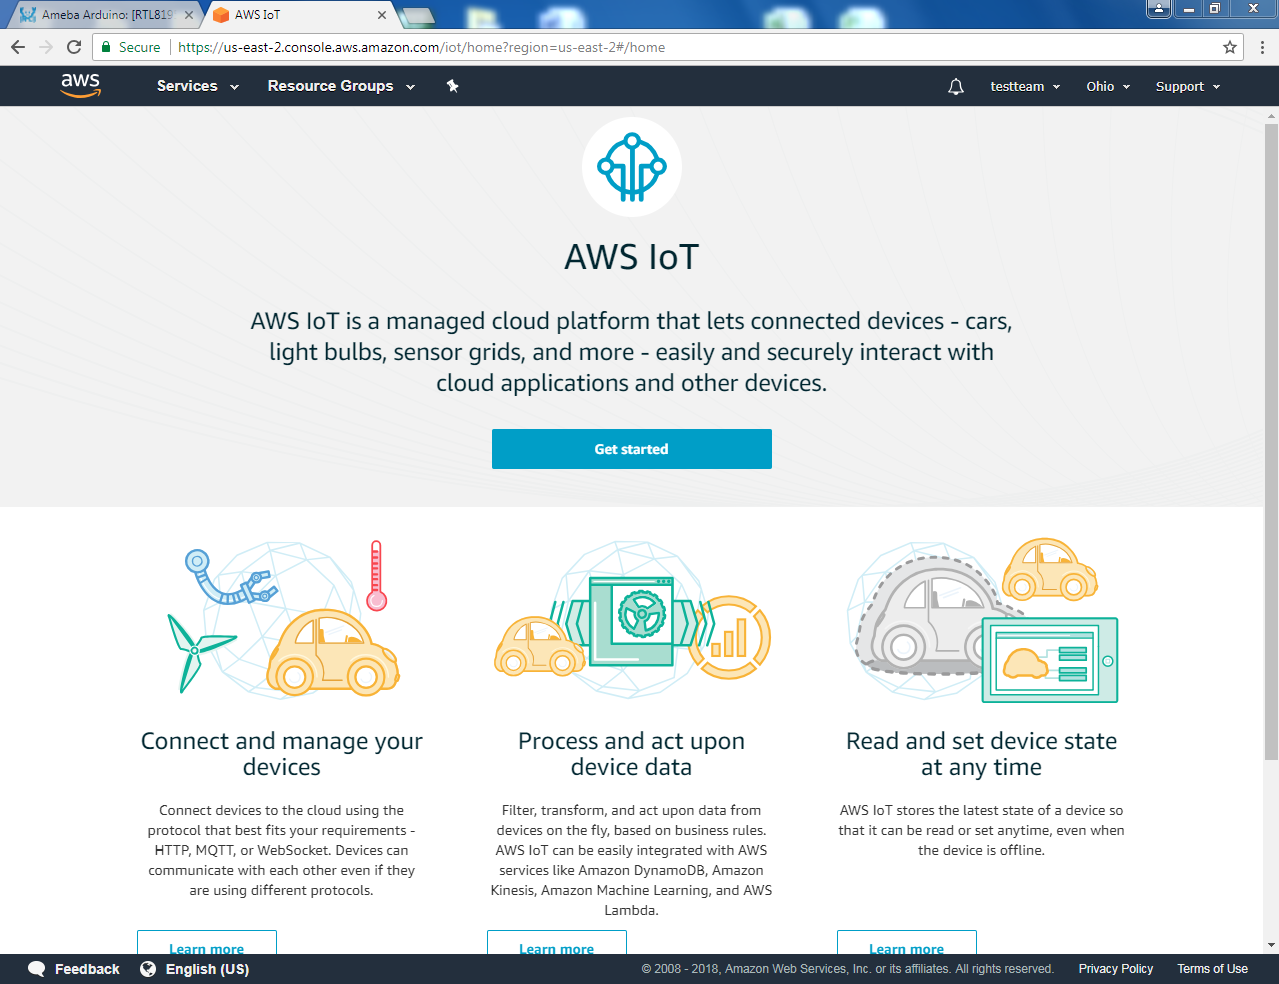 Ameba Arduino: [RTL819
AWS IoT
Secure
https://us-east-2.console.aws.amazon.com/iot/home?region=us-east-2#/home
aws
Services
Resource Groups
testteam
Ohio
Support
AWS IoT
AWS IoT is a managed cloud platform that lets connected devices - cars,
light bulbs, sensor grids, and more - easily and securely interact with
cloud applications and other devices.
Get started
Connect and manage your
devices
Connect devices to the cloud using the
protocol that best fits your requirements -
HTTP, MQTT, or WebSocket. Devices can
communicate with each other even if they
are using different protocols.
Learn more
Process and act upon
device data
Filter, transform, and act upon data from
devices on the fly, based on business rules.
AWS IoT can be easily integrated with AWS
services like Amazon DynamoDB, Amazon
Kinesis, Amazon Machine Learning, and AWS
Lambda.
Learn more
Read and set device state
at any time
AWS IoT stores the latest state of a device so
that it can be read or set anytime, even when
the device is offline.
Learn more
Feedback
English (US)
© 2008 - 2018, Amazon Web Services, Inc. or its affiliates. All rights reserved.
Privacy Policy
Terms of Use